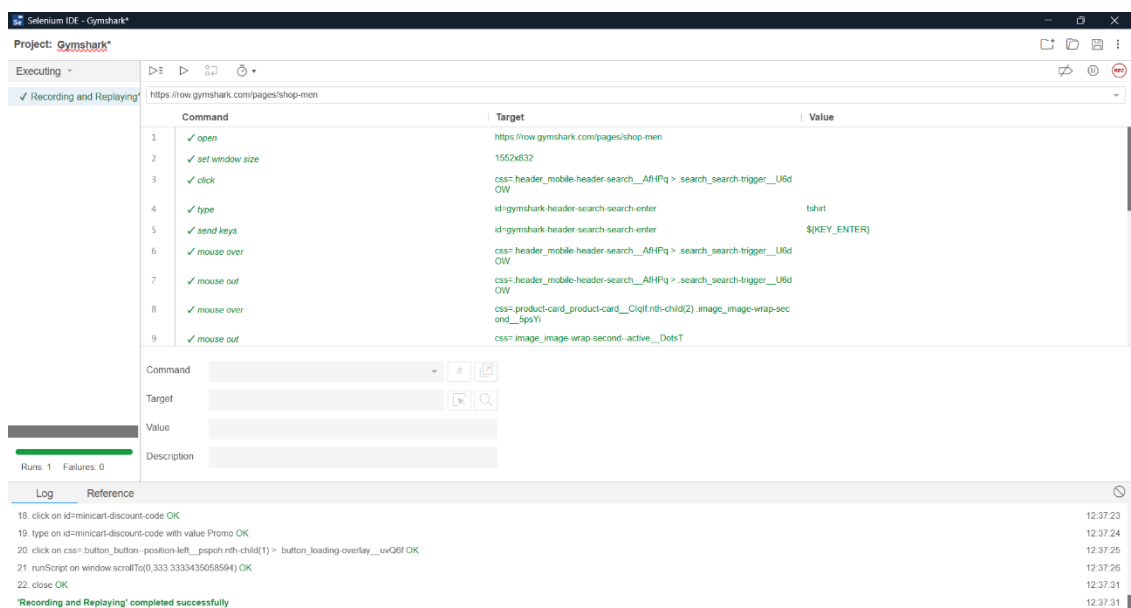 Selenium IDE - Gymshark*
Project: Gymshark*
Executing
✓ Recording and Replaying*
https://row.gymshark.com/pages/shop-men
Command Target Value
1 ✓ open https://row.gymshark.com/pages/shop-men
2 ✓ set window size 1552x832
3 ✓ click css=.header_mobile-header-search__AfHPq > .search_search-trigger__U6d
OW
4 ✓ type id=gymshark-header-search-search-enter tshirt
5 ✓ send keys id=gymshark-header-search-search-enter ${KEY_ENTER}
6 ✓ mouse over css=.header_mobile-header-search__AfHPq > .search_search-trigger__U6d
OW
7 ✓ mouse out css=.header_mobile-header-search__AfHPq > .search_search-trigger__U6d
OW
8 ✓ mouse over css=.product-card_product-card__ClqIf:nth-child(2) .image_image-wrap-sec
ond__5psYi
9 ✓ mouse out css=.image_image-wrap-second--active__DotsT
Command //
Target
Value
Description
Runs: 1 Failures: 0
REC
Log Reference
18. click on id=minicart-discount-code OK 12:37:23
19. type on id=minicart-discount-code with value Promo OK 12:37:24
20. click on css=.button_button--position-left__pspoh:nth-child(1) > .button_loading-overlay__uvQ6f OK 12:37:25
21. runScript on window.scrollTo(0,333.3333435058594) OK 12:37:26
22. close OK 12:37:31
'Recording and Replaying' completed successfully 12:37:31